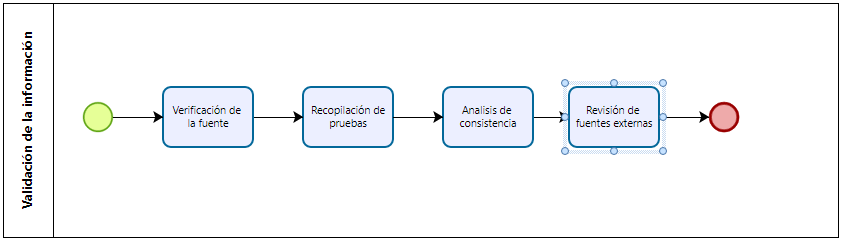 Validación de la información
Verificación de
la fuente
Recopilación de
pruebas
Analisis de
consistencia
Revisión de
fuentes externas